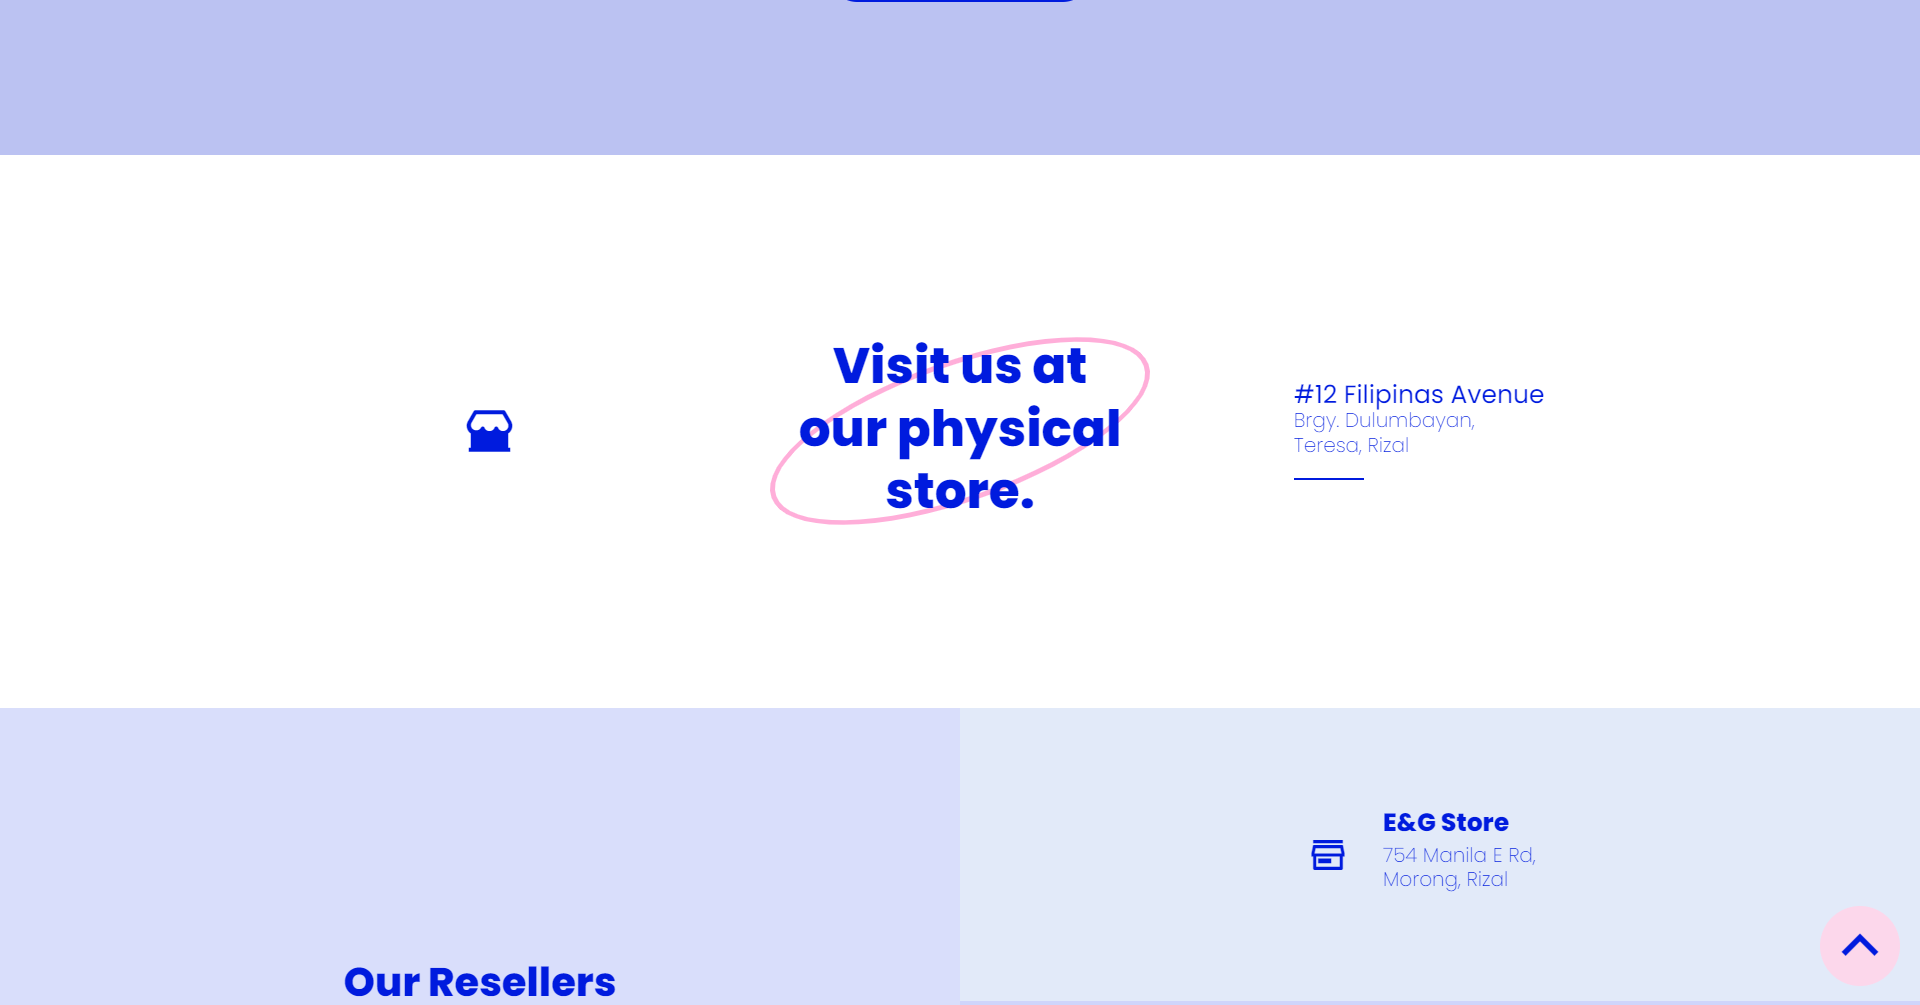 Visit us at
our physical
store.
#12 Filipinas Avenue
Brgy. Dulumbayan,
Teresa, Rizal
E&G Store
754 Manila E Rd,
Morong, Rizal
Our Resellers